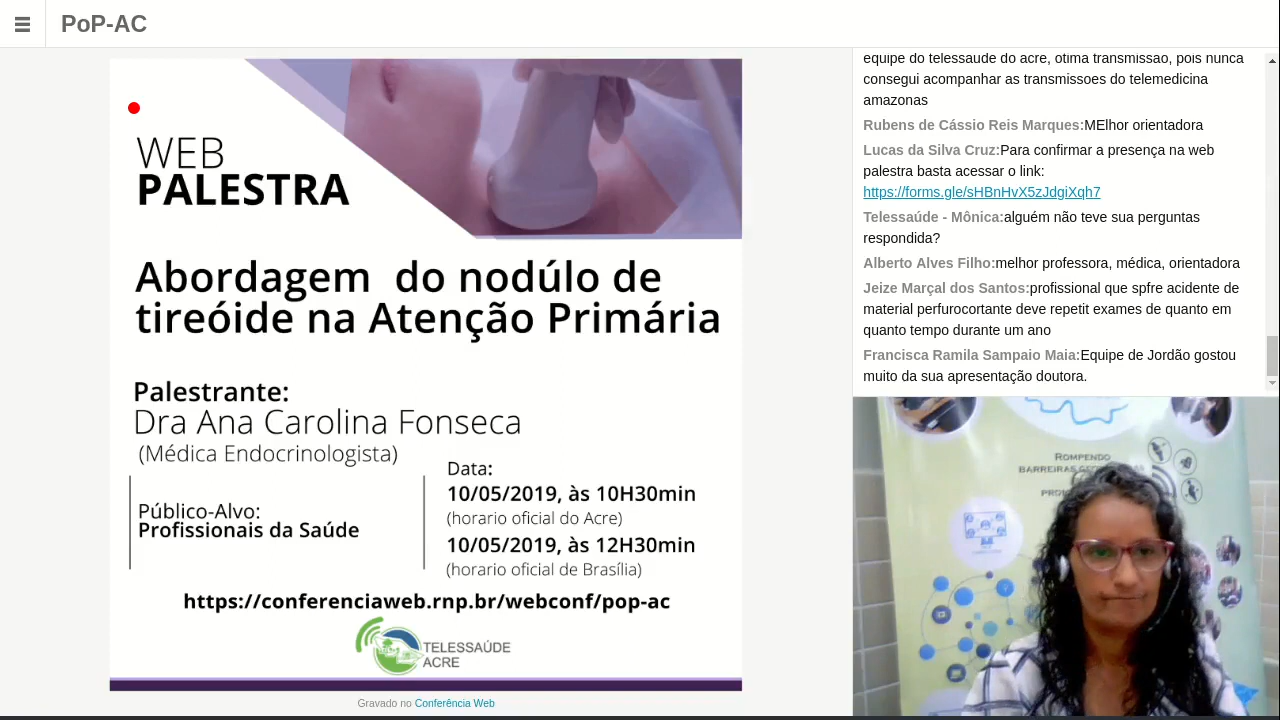 PoP-AC
WEB
PALESTRA
Abordagem do nodúlo de
tireóide na Atenção Primária
Palestrante:
Dra Ana Carolina Fonseca
(Médica Endocrinologista)
Público-Alvo:
Profissionais da Saúde
Data:
10/05/2019, às 10H30min
(horario oficial do Acre)
10/05/2019, às 12H30min
(horario oficial de Brasília)
https://conferenciaweb.rnp.br/webconf/pop-ac
TELESSAÚDE
ACRE
Gravado no Conferência Web
equipe do telessaude do acre, otima transmissao, pois nunca
consegui acompanhar as transmissoes do telemedicina
amazonas
Rubens de Cássio Reis Marques:MElhor orientadora
Lucas da Silva Cruz:Para confirmar a presença na web
palestra basta acessar o link:
https://forms.gle/sHBnHvX5zJdgiXqh7
Telessaúde - Mônica:alguém não teve sua perguntas
respondida?
Alberto Alves Filho:melhor professora, médica, orientadora
Jeize Marçal dos Santos:profissional que spfre acidente de
material perfurocortante deve repetit exames de quanto em
quanto tempo durante um ano
Francisca Ramila Sampaio Maia:Equipe de Jordão gostou
muito da sua apresentação doutora.
ROMPENDO
BARREIRAS